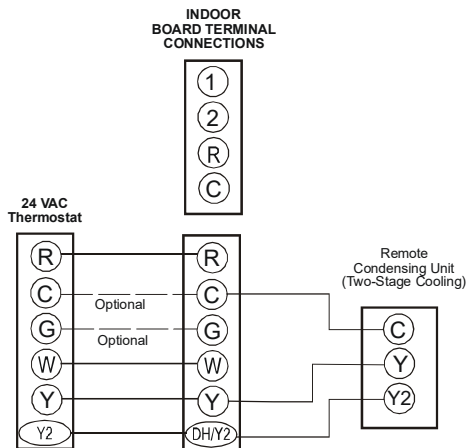 INDOOR
BOARD TERMINAL
CONNECTIONS
1
2
R
C
24 VAC
Thermostat
R
C
G
W
Y
Y2
Optional
Optional
R
C
G
W
Y
DH/Y2
Remote
Condensing Unit
(Two-Stage Cooling)
C
Y
Y2